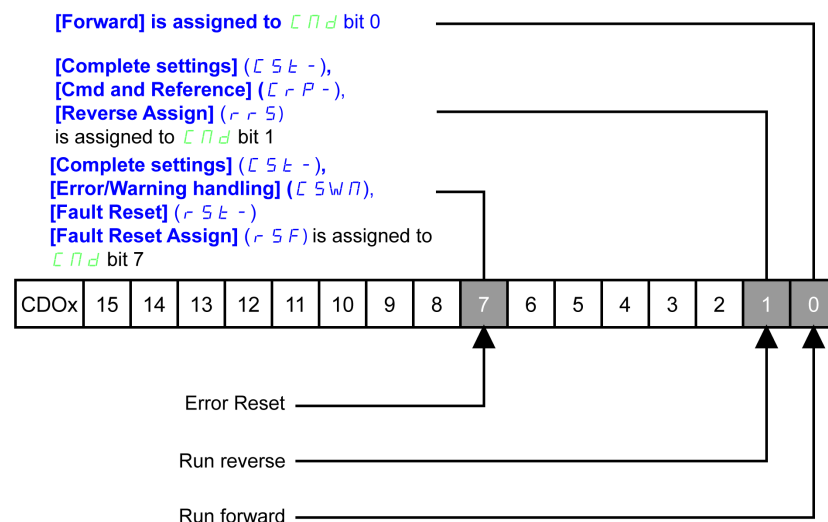 [Forward] is assigned to CMd bit 0
[Complete settings] (CSt-),
[Cmd and Reference] (CrP-),
[Reverse Assign] (rrS)
is assigned to CMd bit 1
[Complete settings] (CSt-),
[Error/Warning handling] (CSWM),
[Fault Reset] (rSt-)
[Fault Reset Assign] (rSF) is assigned to
CMd bit 7
CDOx 15 14 13 12 11 10 9 8 7 6 5 4 3 2 1 0
Error Reset
Run reverse
Run forward